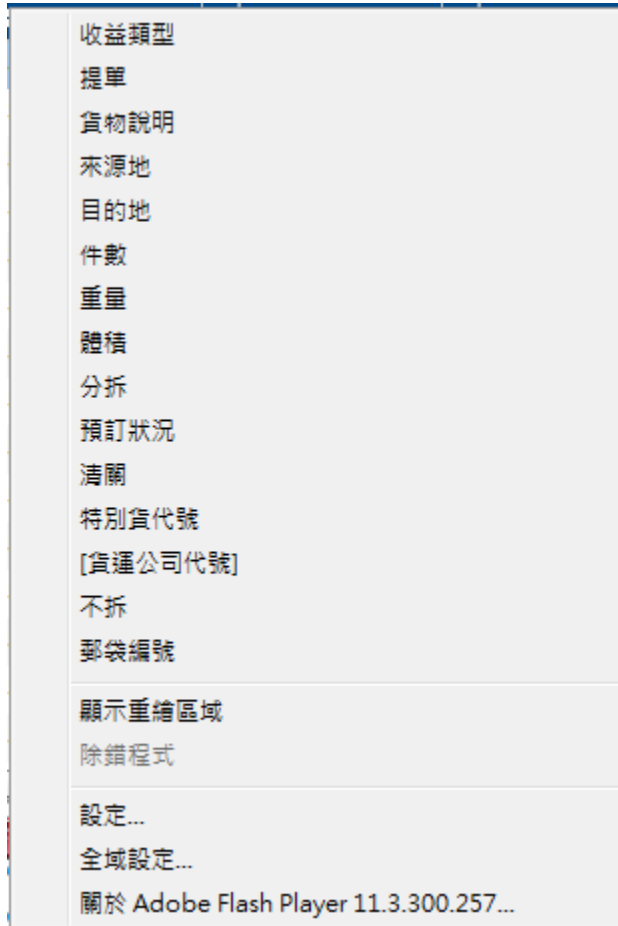 收益類型
提單
貨物說明
來源地
目的地
件數
重量
體積
分拆
預訂狀況
清關
特別貨代號
[貨運公司代號]
不拆
郵袋編號
顯示重繪區域
除錯程式
設定...
全域設定...
關於 Adobe Flash Player 11.3.300.257...